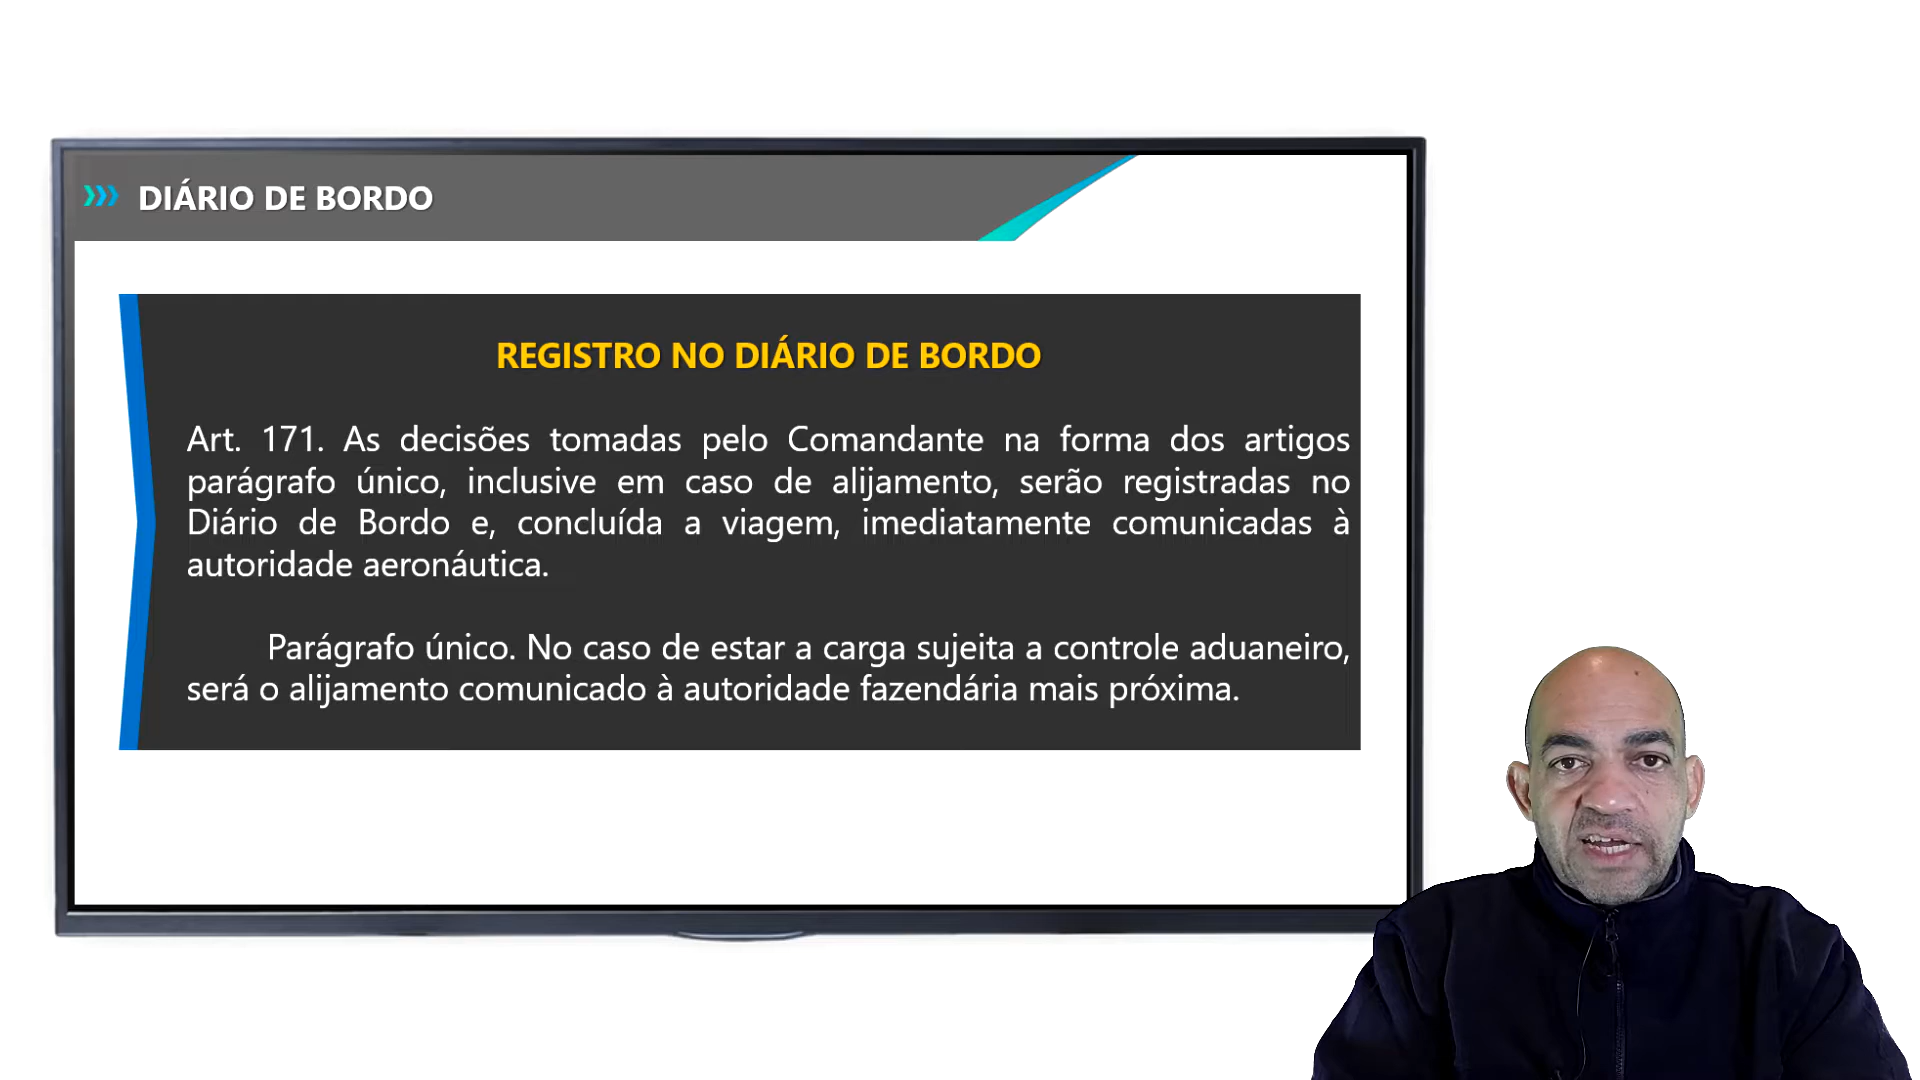 DIÁRIO DE BORDO
REGISTRO NO DIÁRIO DE BORDO
Art. 171. As decisões tomadas pelo Comandante na forma dos artigos
parágrafo único, inclusive em caso de alijamento, serão registradas no
Diário de Bordo e, concluída a viagem, imediatamente comunicadas à
autoridade aeronáutica.
Parágrafo único. No caso de estar a carga sujeita a controle aduaneiro,
será o alijamento comunicado à autoridade fazendária mais próxima.